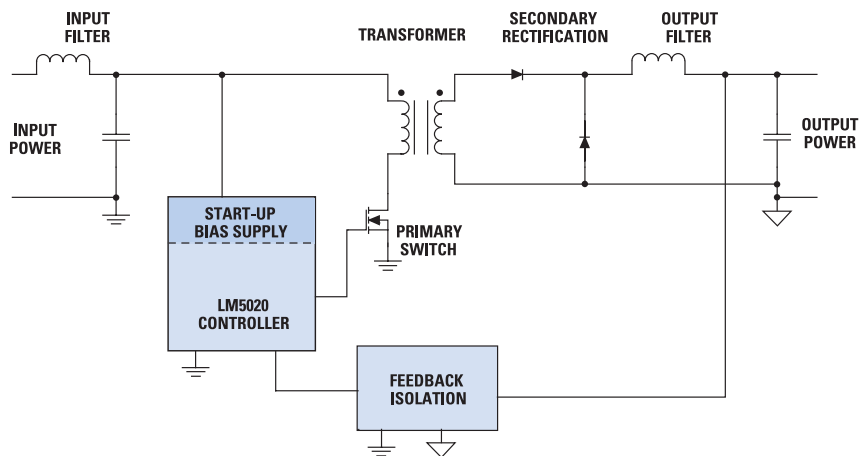 INPUT
FILTER
TRANSFORMER
SECONDARY
RECTIFICATION
OUTPUT
FILTER
INPUT
POWER
OUTPUT
POWER
START-UP
BIAS SUPPLY
PRIMARY
SWITCH
LM5020
CONTROLLER
FEEDBACK
ISOLATION